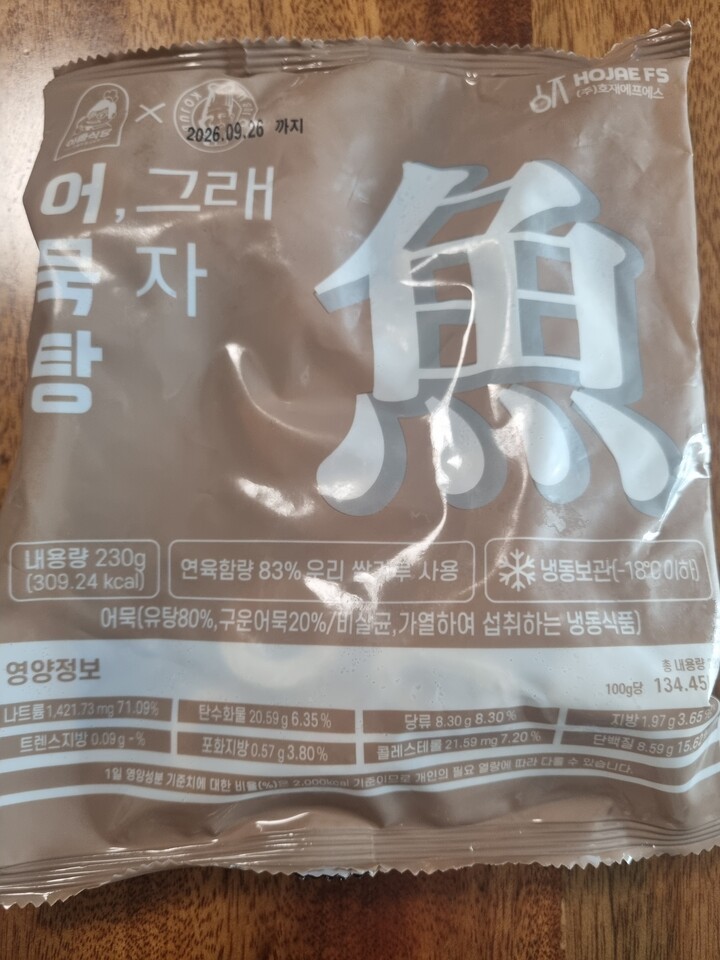 HOJAE FS
(주)호재에프에스
×
2026.09.26 까지
어묵탕
,그래
자
魚
내용량 230g
(309.24 kcal)
연육함량 83% 우리 쌀가루 사용
냉동보관(-18℃이하)
어묵(유탕80%,구운어묵20%/비살균,가열하여 섭취하는 냉동식품)
영양정보
총 내용량
100g당 134.45
나트륨1,421.73 mg 71.09%
탄수화물 20.59 g 6.35 %
당류 8.30 g 8.30 %
지방 1.97 g 3.65
트렌스지방 0.09 g - %
포화지방 0.57 g 3.80 %
콜레스테롤 21.59 mg 7.20 %
단백질 8.59 g 15.6
1일 영양성분 기준치에 대한 비율(%)은 2,000kcal 기준이므로 개인의 필요 열량에 따라 다를 수 있습니다.